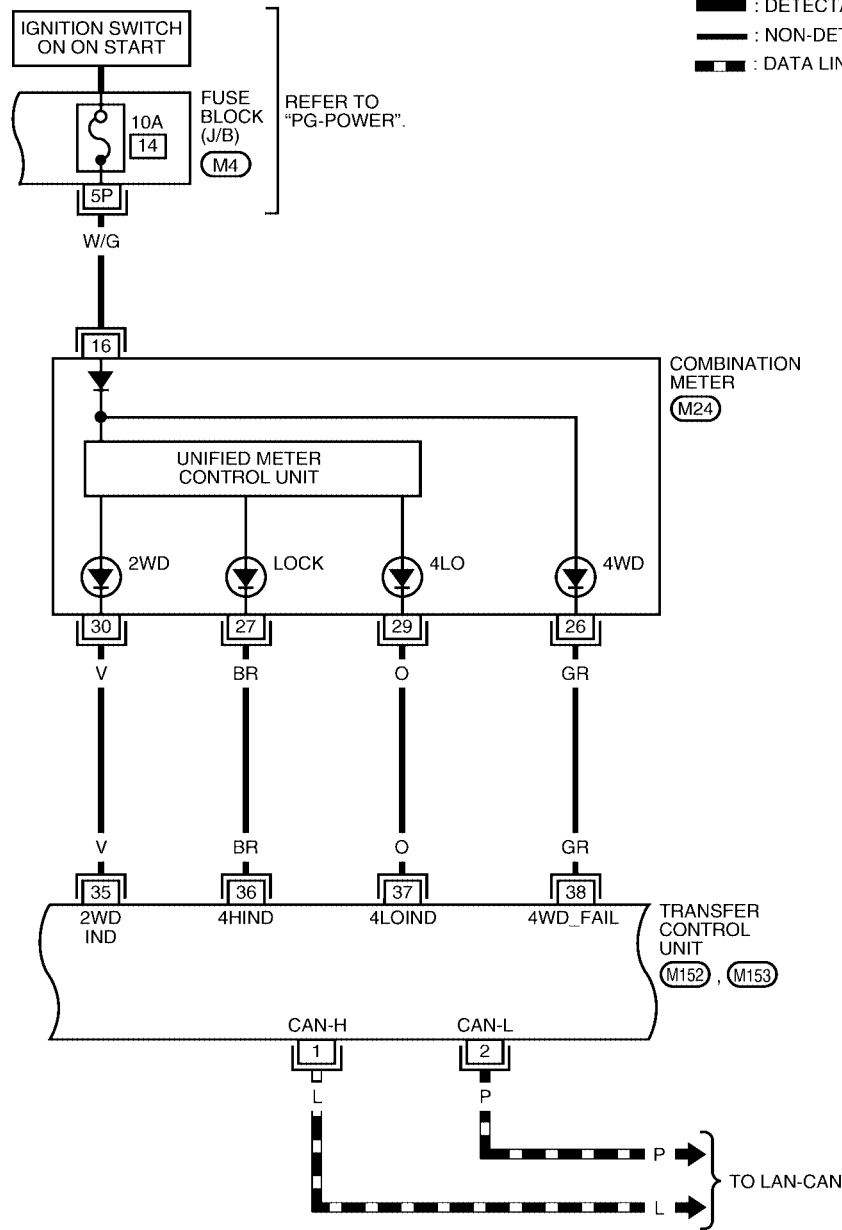 IGNITION SWITCH
ON ON START
: DETECTA
: NON-DET
: DATA LIN
10A
14
FUSE
BLOCK
(J/B)
M4
REFER TO
"PG-POWER".
5P
W/G
16
COMBINATION
METER
M24
UNIFIED METER
CONTROL UNIT
2WD
LOCK
4LO
4WD
30
27
29
26
V
BR
O
GR
V
BR
O
GR
35
36
37
38
2WD
IND
4HIND
4LOIND
4WD_FAIL
TRANSFER
CONTROL
UNIT
M152 , M153
CAN-H
CAN-L
1
2
L
P
P
TO LAN-CAN
L